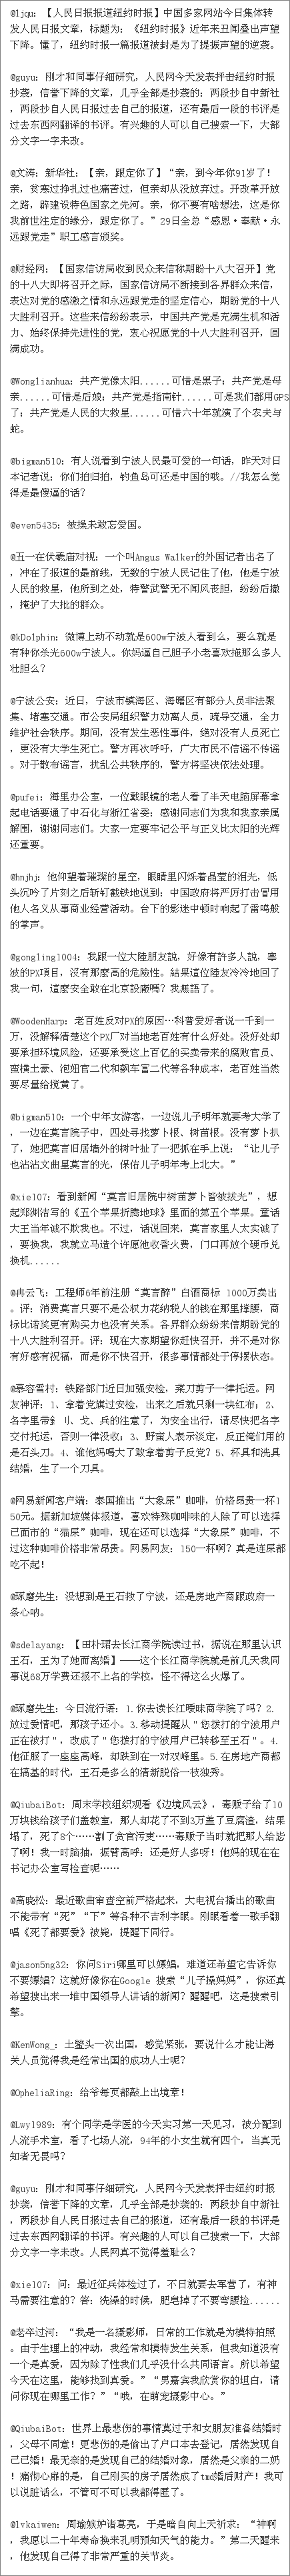 @ljqu: 【人民日报报道纽约时报】中国多家网站今日集体转
发人民日报文章，标题为：《纽约时报》近年来丑闻叠出声望
下降。懂了，纽约时报一篇报道被封是为了提振声望的逆袭。
@guyu: 刚才和同事仔细研究，人民网今天发表抨击纽约时报
抄袭，信誉下降的文章，几乎全部是抄袭的：两段抄自中新社
，两段抄自人民日报过去自己的报道，还有最后一段的书评是
过去东西网翻译的书评。有兴趣的人可以自己搜索一下，大部
分文字一字未改。
@文涛: 新华社: 【亲，跟定你了】“亲，到今年你91岁了！
亲，贫寒过挣扎过也痛苦过，但亲却从没放弃过。开改革开放
之路，辟建设特色国家之先河。亲，你不要有啥想法，这是你
我前世注定的缘分，跟定你了。”29日全总“感恩·奉献·永
远跟党走”职工感言颁奖。
@财经网: 【国家信访局收到民众来信称期盼十八大召开】党
的十八大即将召开之际，国家信访局不断接到各界群众来信，
表达对党的感激之情和永远跟党走的坚定信心，期盼党的十八
大胜利召开。这些来信纷纷表示，中国共产党是充满生机和活
力、始终保持先进性的党，衷心祝愿党的十八大胜利召开，圆
满成功。
@Wonglianhua: 共产党像太阳......可惜是黑子；共产党是母
亲......可惜是后娘；共产党是指南针......可是我们都用GPS
了；共产党是人民的大救星......可惜六十年就演了个农夫与
蛇。
@bigman510: 有人说看到宁波人民最可爱的一句话，昨天对日
本记者说：你们拍归拍，钓鱼岛可还是中国的哦。//我怎么觉
得是最傻逼的话？
@even5435: 被操未敢忘爱国。
@五一在伏羲庙对视: 一个叫Angus Walker的外国记者出名了
，冲在了报道的最前线，无数的宁波人民记住了他，他是宁波
人民的救星，他所到之处，特警武警无不闻风丧胆，纷纷后撤
，掩护了大批的群众。
@kDolphin: 微博上动不动就是600w宁波人看到么，要么就是
有种你杀光600w宁波人。你妈逼自己胆子小老喜欢拖那么多人
壮胆么？
@宁波公安: 近日，宁波市镇海区、海曙区有部分人员非法聚
集、堵塞交通。市公安局组织警力劝离人员，疏导交通，全力
维护社会秩序。期间，没有发生恶性事件，绝对没有人员死亡
，更没有大学生死亡。警方再次呼吁，广大市民不信谣不传谣
。对于散布谣言，扰乱公共秩序的，警方将坚决依法处理。
@pufei: 海里办公室，一位戴眼镜的老人看了半天电脑屏幕拿
起电话要通了中石化与浙江省委：感谢同志们为我和我家亲属
解围，谢谢同志们。大家一定要牢记公平与正义比太阳的光辉
还重要。
@hnjhj: 他仰望着璀璨的星空，眼睛里闪烁着晶莹的泪光，低
头沉吟了片刻之后斩钉截铁地说到：中国政府将严厉打击冒用
他人名义从事商业经营活动。台下的影迷中顿时响起了雷鸣般
的掌声。
@gongling1004: 我跟一位大陸朋友說，好像有許多人說，寧
波的PX項目，沒有那麼高的危險性。結果這位陸友冷冷地回了
我一句，這麼安全敢在北京設廠嗎？我無語了。
@WoodenHarp: 老百姓反对PX的原因…科普爱好者说一千到一
万，没解释清楚这个PX厂对当地老百姓有什么好处。没好处却
要承担环境风险，还要承受这上百亿的买卖带来的腐败官员、
蛮横土豪、泡妞官二代和飙车富二代等各种成本，老百姓当然
要尽量给搅黄了。
@bigman510: 一个中年女游客，一边说儿子明年就要考大学了
，一边在莫言院子中，四处寻找萝卜根、树苗根。没有萝卜扒
了，她把莫言旧居墙外的树叶扯了一把抓在手上说：“让儿子
也沾沾文曲星莫言的光，保佑儿子明年考上北大。”
@xie107: 看到新闻“莫言旧居院中树苗萝卜皆被拔光”，想
起郑渊洁写的《五个苹果折腾地球》里面的第五个苹果。童话
大王当年诚不欺我也。不过，话说回来，莫言家里人太实诚了
，要换我，我就立马造个许愿池收香火费，门口再放个硬币兑
换机......
@冉云飞: 工程师6年前注册“莫言醉”白酒商标 1000万卖出
。评：消费莫言只要不是公权力花纳税人的钱在那里撑腰，商
标比诺奖更有购买力也没有关系。各界群众纷纷来信期盼党的
十八大胜利召开。评：现在大家期望你赶快召开，并不是对你
有好感有祝福，而是你不快召开，很多事情都处于停摆状态。
@慕容雪村: 铁路部门近日加强安检，菜刀剪子一律托运。网
友神评：1、拿着党旗过安检，出来之后就只剩一块红布；2、
名字里带刂、戈、兵的注意了，为安全出行，请尽快把名字
交付托运，否则一律没收；3、野蛮人表示淡定，反正俺们用的
是石头刀。4、谁他妈喝大了敢拿着剪子反党？5、杯具和洗具
结婚，生了一个刀具。
@网易新闻客户端: 泰国推出“大象屎”咖啡，价格昂贵一杯1
50元。据新加坡媒体报道，喜欢特殊咖啡味的人除了可以选择
已面市的“猫屎”咖啡，现在还可以选择“大象屎”咖啡，不
过这种咖啡价格非常昂贵。网易网友：150一杯啊？真是连屎都
吃不起！
@琢磨先生: 没想到是王石救了宁波，还是房地产商跟政府一
条心呐。
@sdelayang: 【田朴珺去长江商学院读过书，据说在那里认识
王石，王为了她而离婚】——这个长江商学院就是前几天我同
事说68万学费还报不上名的学校，怪不得这么火爆了。
@琢磨先生: 今日流行语：1.你去读长江暧昧商学院了吗？2.
放过爱情吧，那孩子还小。3.移动提醒从＂您拨打的宁波用户
正在被打＂，改成了＂您拨打的宁波用户已转移至王石＂。4.
他征服了一座座高峰，却跌到在一对双峰里。5.在房地产商都
在搞基的时代，王石是多么的清新脱俗一枝独秀。
@QiubaiBot: 周末学校组织观看《边境风云》，毒贩子给了10
万块钱给孩子们盖教室，那人却花了不到3万盖了豆腐渣，结果
塌了，死了8个……割了贪官污吏……毒贩子当时就把那人给毙
了啊！我一时脑抽，振臂高呼：还是好人多呀！他妈的现在在
书记办公室写检查呢……
@高晓松: 最近歌曲审查空前严格起来，大电视台播出的歌曲
不能带有“死”“下”等各种不吉利字眼。刚眼看着一歌手翻
唱《死了都要爱》被毙，提醒下同行。
@jason5ng32: 你问Siri哪里可以嫖娼，难道还希望它告诉你
不要嫖娼？这就好像你在Google 搜索“儿子操妈妈”，你还真
希望搜出来一堆中国领导人讲话的新闻？醒醒吧，这是搜索引
擎。
@KenWong_: 土鳖头一次出国，感觉紧张，要说什么才能让海
关人员觉得我是经常出国的成功人士呢？
@OpheliaRing: 给爷每页都敲上出境章！
@Lwy1989: 有个同学是学医的今天实习第一天见习，被分配到
人流手术室，看了七场人流，94年的小女生就有四个，当真无
知者无畏吗？
@guyu: 刚才和同事仔细研究，人民网今天发表抨击纽约时报
抄袭，信誉下降的文章，几乎全部是抄袭的：两段抄自中新社
，两段抄自人民日报过去自己的报道，还有最后一段的书评是
过去东西网翻译的书评。有兴趣的人可以自己搜索一下，大部
分文字一字未改。人民网真不觉得羞耻么？
@xie107: 问：最近征兵体检过了，不日就要去军营了，有神
马需要注意的？答：洗澡的时候，肥皂掉了不要弯腰捡......
@老卒过河: “我是一名摄影师，日常的工作就是为模特拍照
。由于生理上的冲动，我经常和模特发生关系，但我知道没有
一个是真爱，因为除了性我们几乎没什么共同语言。所以希望
今天在这里，能够找到真爱。”“男嘉宾我欣赏你的坦白，请
问你现在哪里工作？”“哦，在萌宠摄影中心。”
@QiubaiBot: 世界上最悲伤的事情莫过于和女朋友准备结婚时
，父母不同意！更悲伤的是偷出了户口本去登记，居然发现自
己已婚！最无奈的是发现自己的结婚对象，居然是父亲的二奶
！痛彻心扉的是，自己刚买的房子居然成了tmd婚后财产！我可
以说脏话么，不管可不可以我都得匿了。
@lvkaiwen: 周瑜嫉妒诸葛亮，于是暗自向上天祈求：“神啊
，我愿以二十年寿命换来孔明预知天气的能力。”第二天醒来
，他发现自己得了非常严重的关节炎。